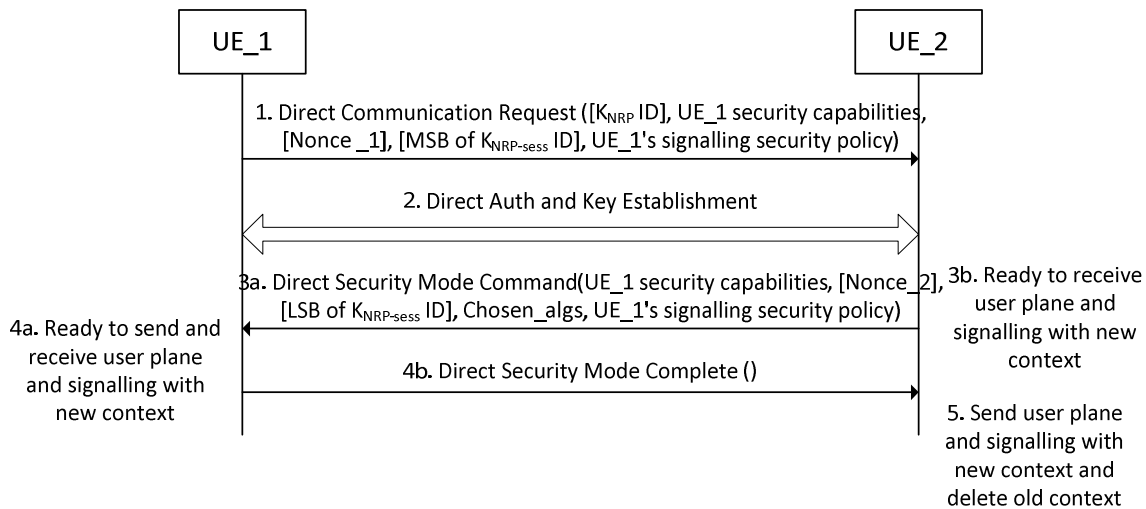 UE_1
UE_2
1. Direct Communication Request ([K_NRP ID], UE_1 security capabilities,
[Nonce _1], [MSB of K_NRP-sess ID], UE_1's signalling security policy)
2. Direct Auth and Key Establishment
3a. Direct Security Mode Command(UE_1 security capabilities, [Nonce_2],
[LSB of K_NRP-sess ID], Chosen_algs, UE_1's signalling security policy)
3b. Ready to receive
user plane and
signalling with new
context
4a. Ready to send and
receive user plane
and signalling with
new context
4b. Direct Security Mode Complete ()
5. Send user plane
and signalling with
new context and
delete old context